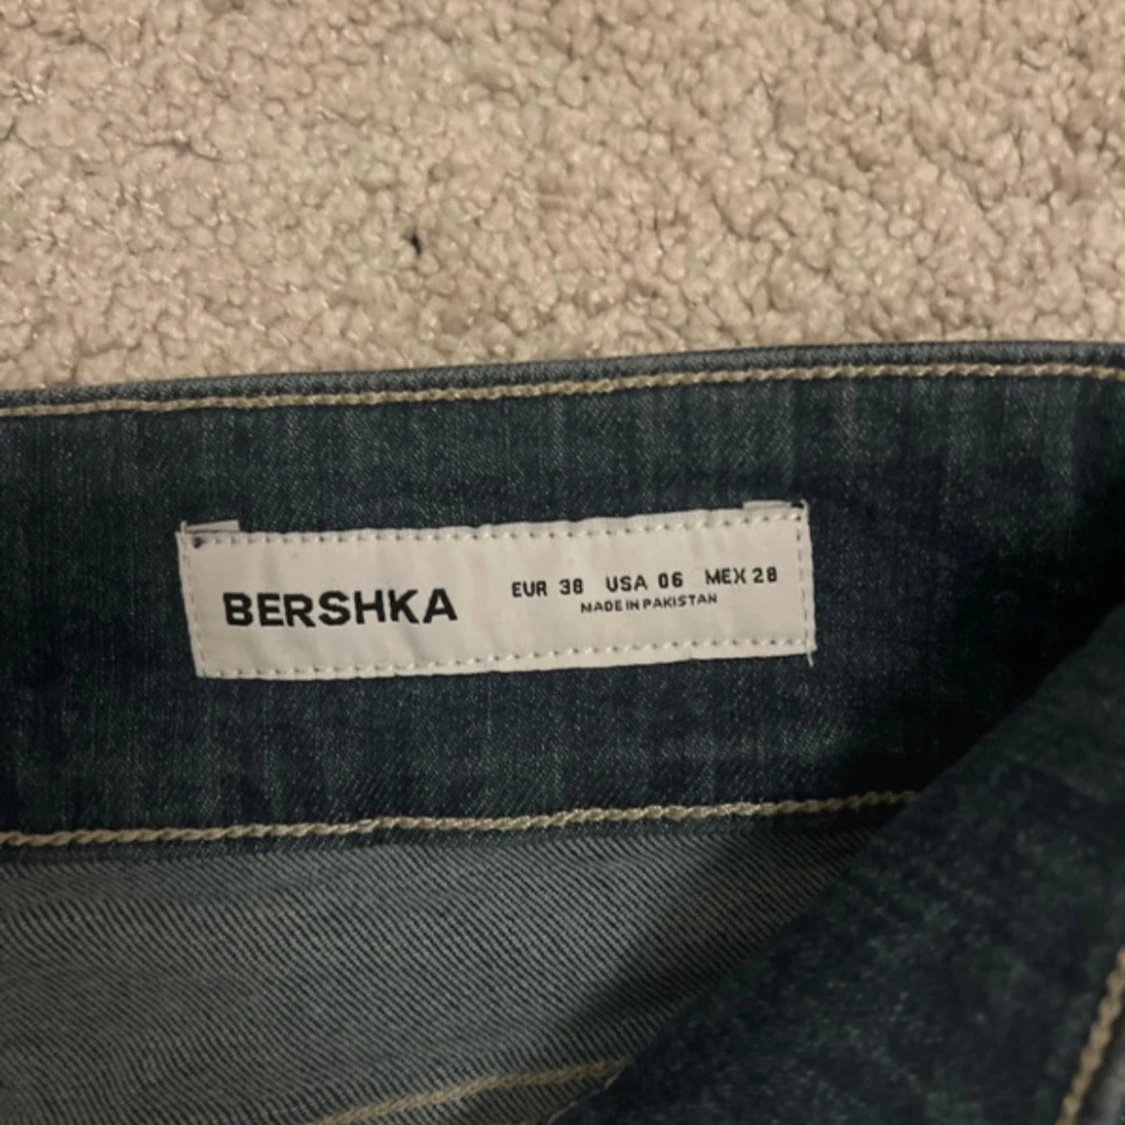 BERSHKA
EUR 38 USA 06 MEX 28
MADE IN PAKISTAN